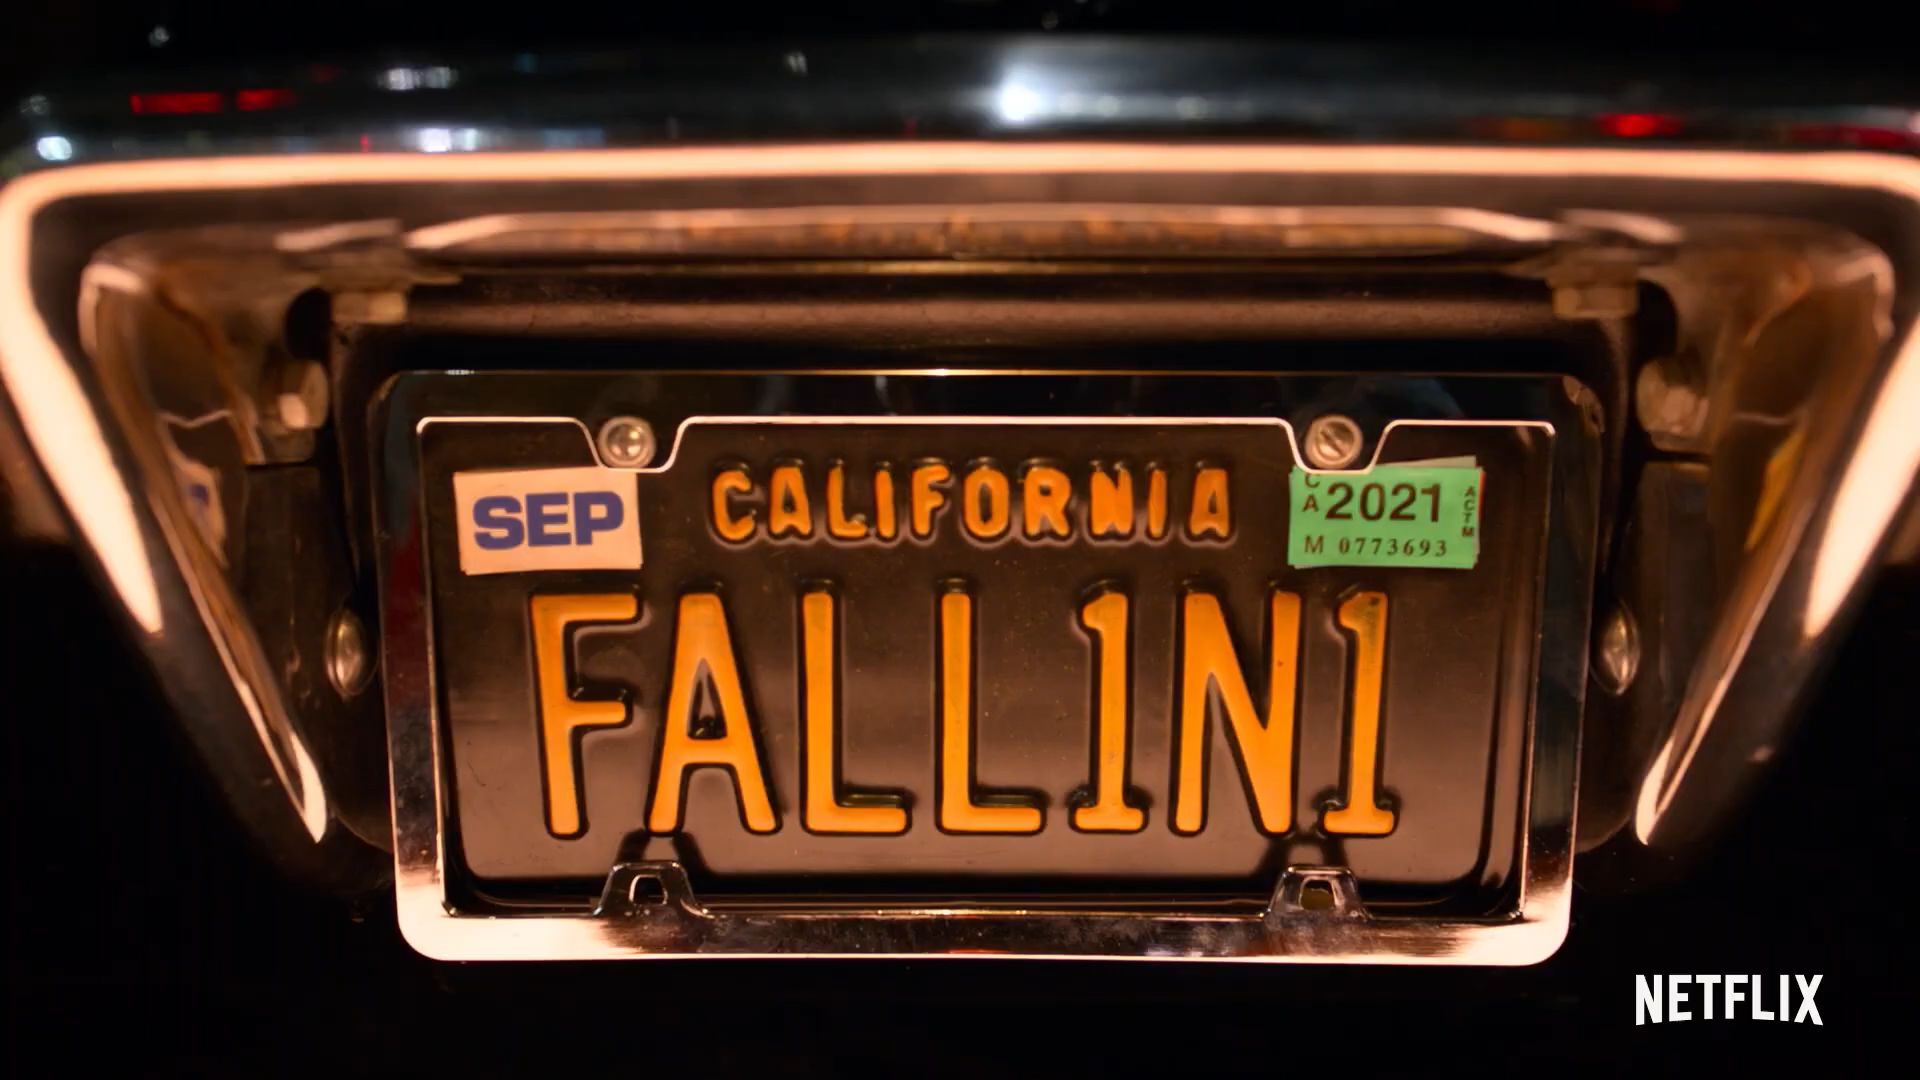 SEP
CALIFORNIA
CA 2021 ACTM
M 0773693
FALL1N1
NETFLIX